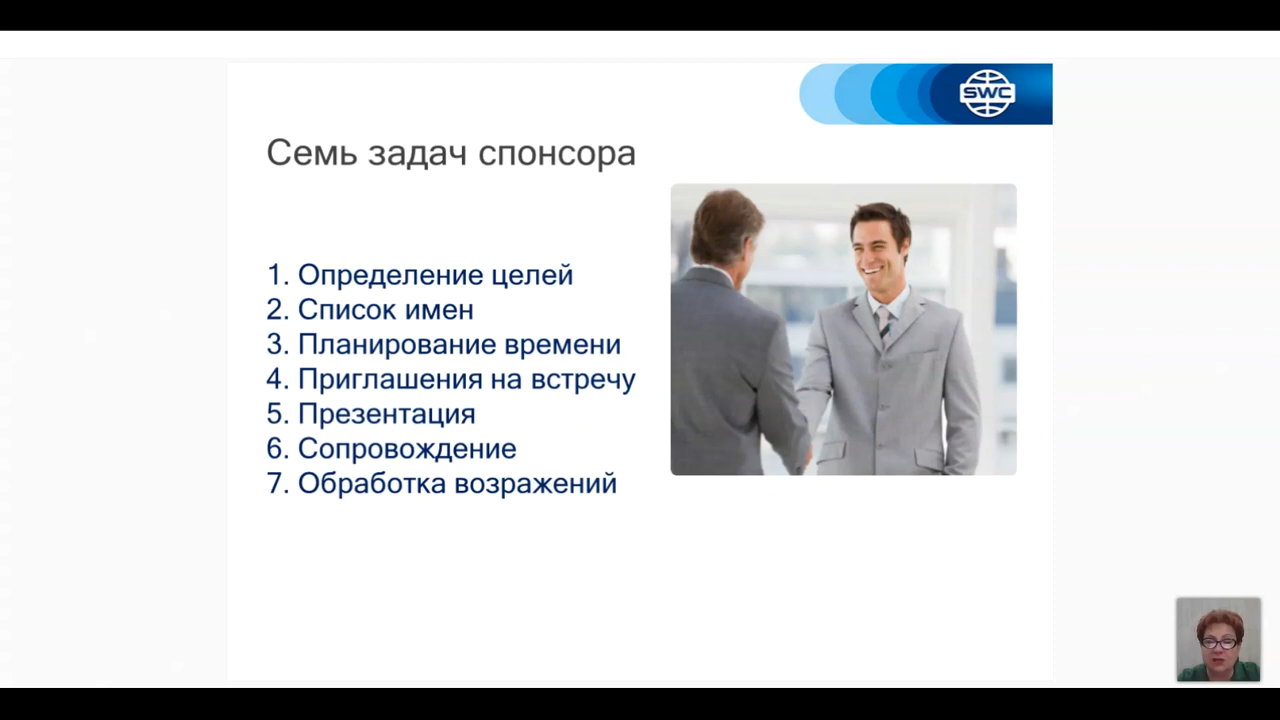 SWC
Семь задач спонсора
1. Определение целей
2. Список имен
3. Планирование времени
4. Приглашения на встречу
5. Презентация
6. Сопровождение
7. Обработка возражений